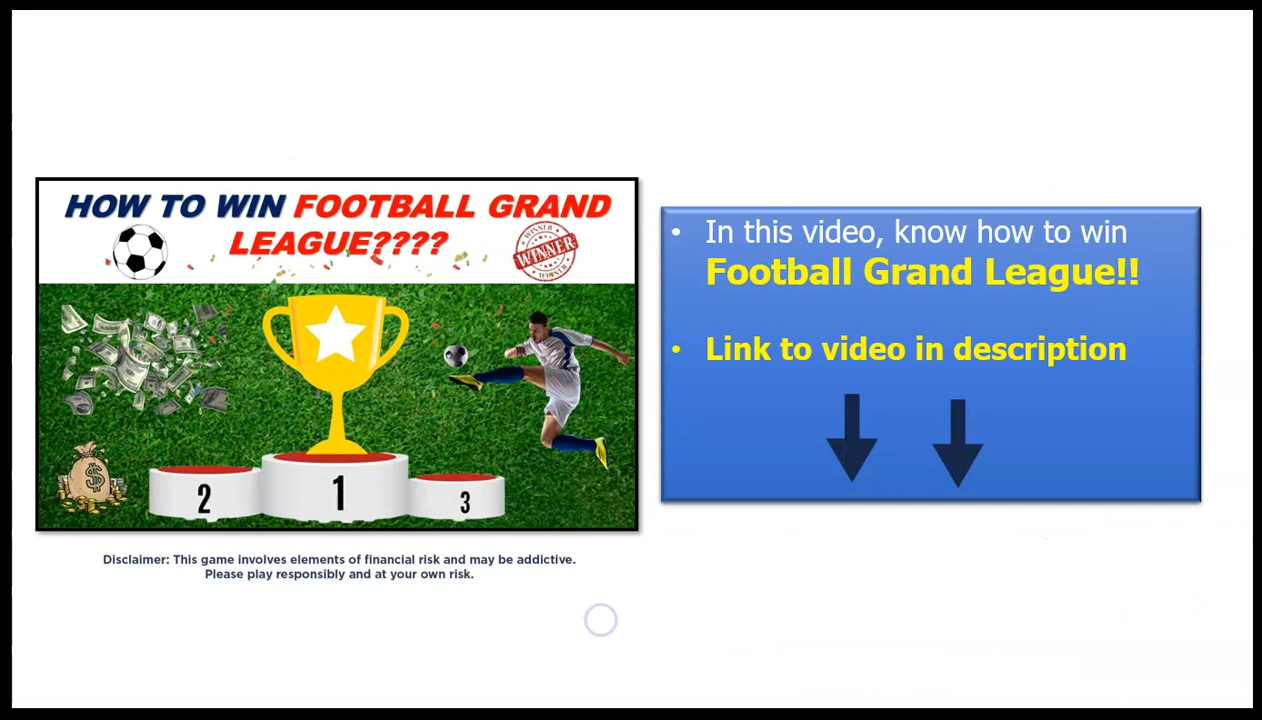 HOW TO WIN FOOTBALL GRAND
LEAGUE????
WINNER
WINNER
WINNER
2
1
3
$
Disclaimer: This game involves elements of financial risk and may be addictive.
Please play responsibly and at your own risk.
• In this video, know how to win
Football Grand League!!
• Link to video in description